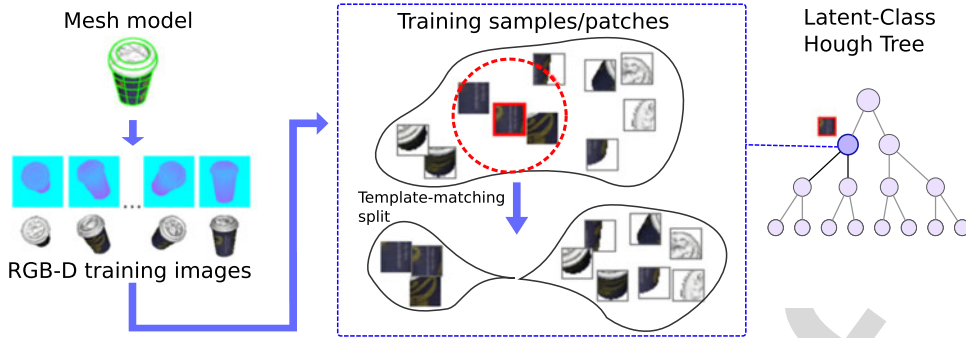 Mesh model
RGB-D training images
Training samples/patches
Template-matching
split
Latent-Class
Hough Tree